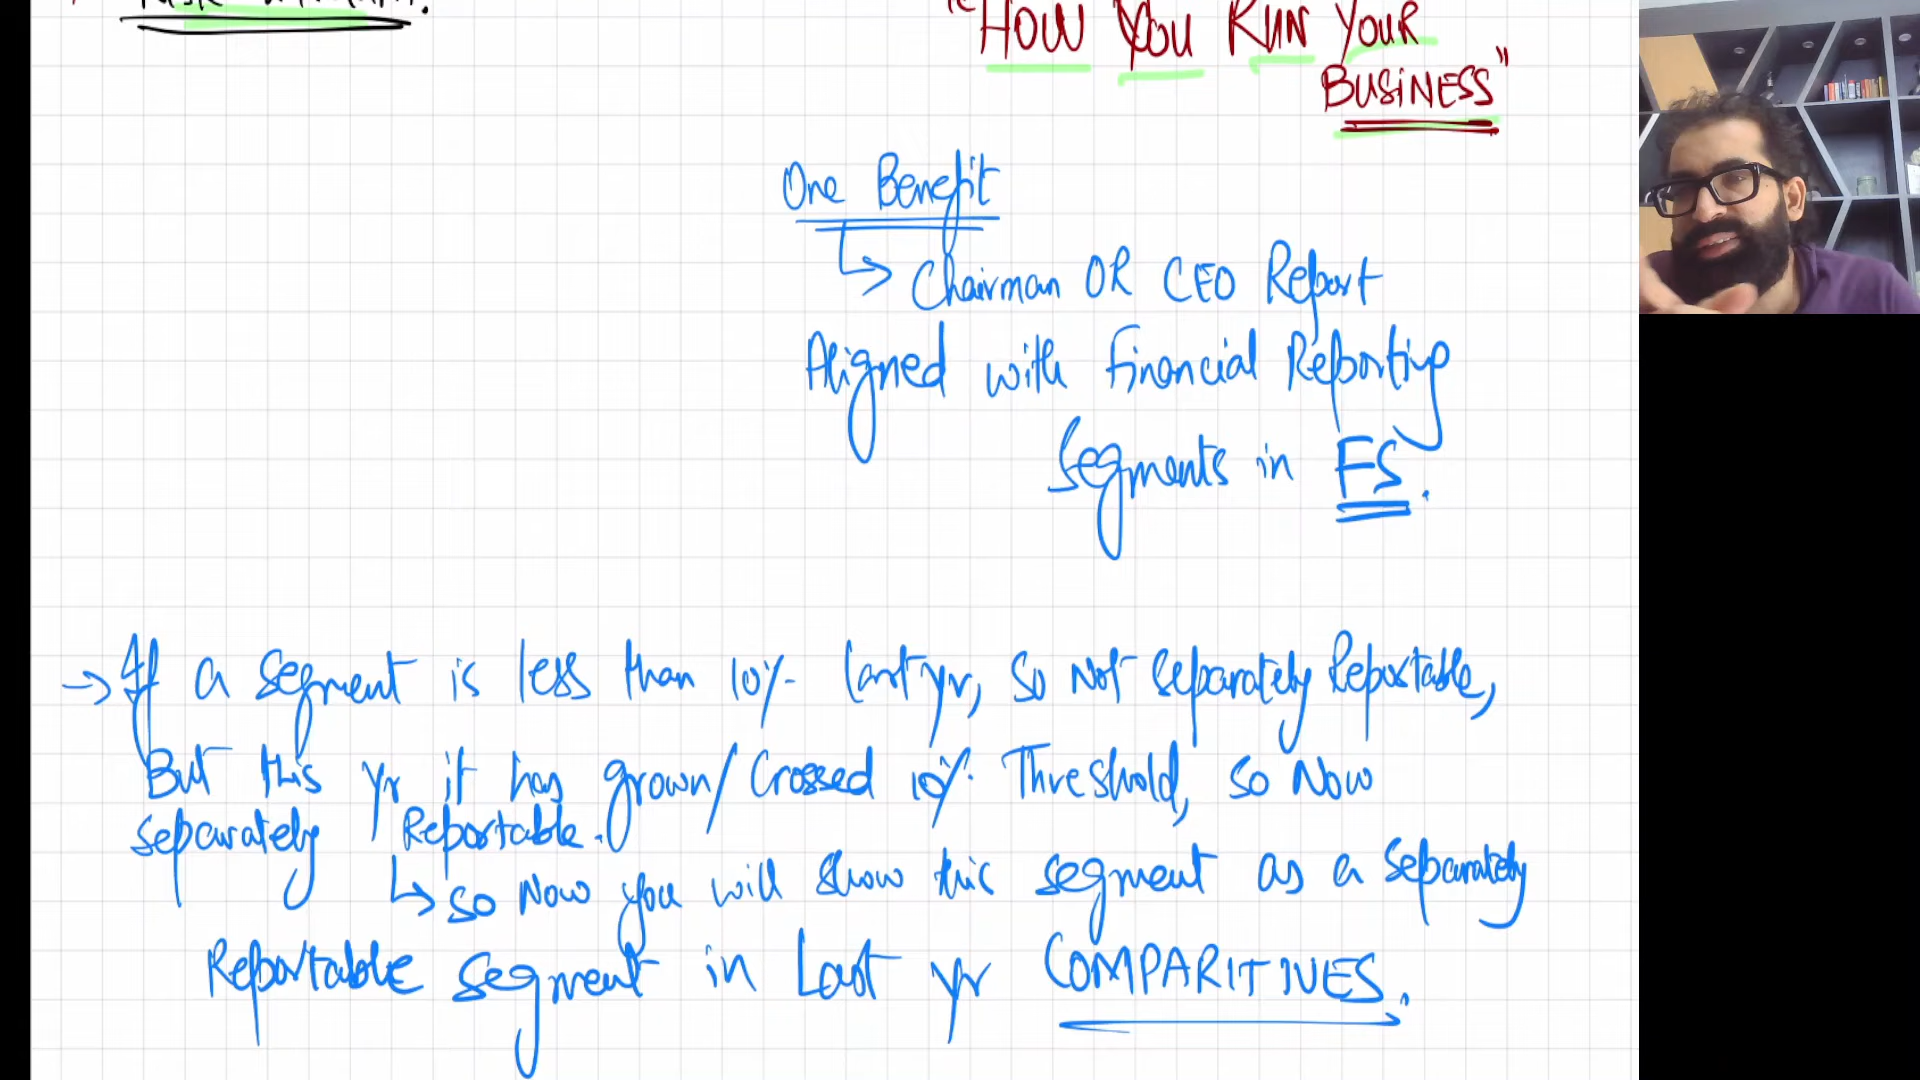 "HOW YOU RUN YOUR
BUSINESS"
One Benefit
↳ Chairman OR CEO Report
Aligned with Financial Reporting
Segments in FS.
→ If a segment is less than 10% last yr, so Not Separately Reportable,
But this yr it has grown/crossed 10% Threshold, so Now
separately Reportable.
↳ so Now you will show this segment as a separately
Reportable segment in Last yr COMPARITIVES.